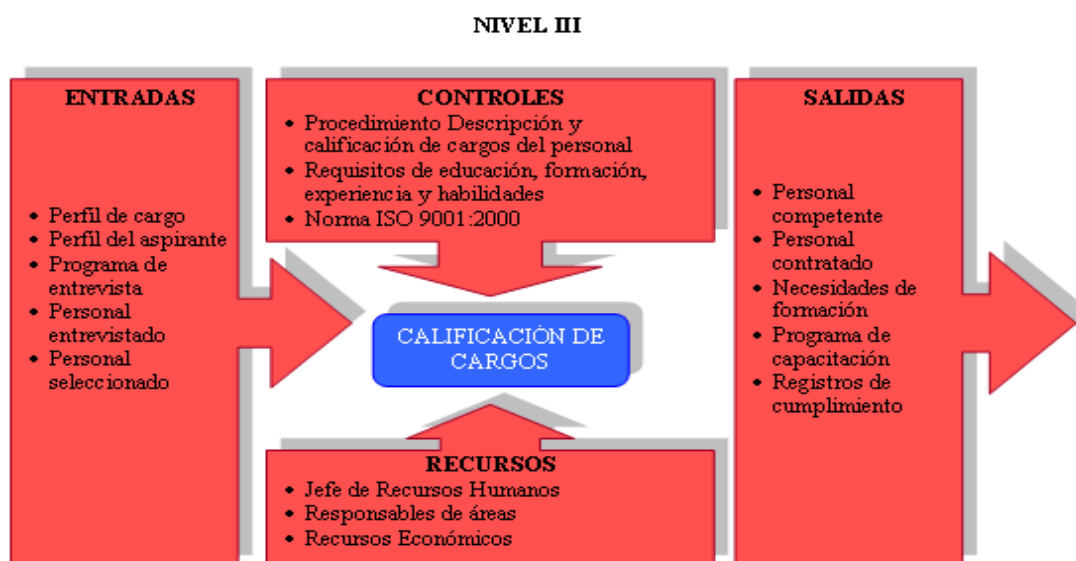 NIVEL III
ENTRADAS
• Perfil de cargo
• Perfil del aspirante
• Programa de
entrevista
• Personal
entrevistado
• Personal
seleccionado
CONTROLES
• Procedimiento Descripción y
calificación de cargos del personal
• Requisitos de educación, formación,
experiencia y habilidades
• Norma ISO 9001:2000
CALIFICACIÓN DE
CARGOS
RECURSOS
• Jefe de Recursos Humanos
• Responsables de áreas
• Recursos Económicos
SALIDAS
• Personal
competente
• Personal
contratado
• Necesidades de
formación
• Programa de
capacitación
• Registros de
cumplimiento